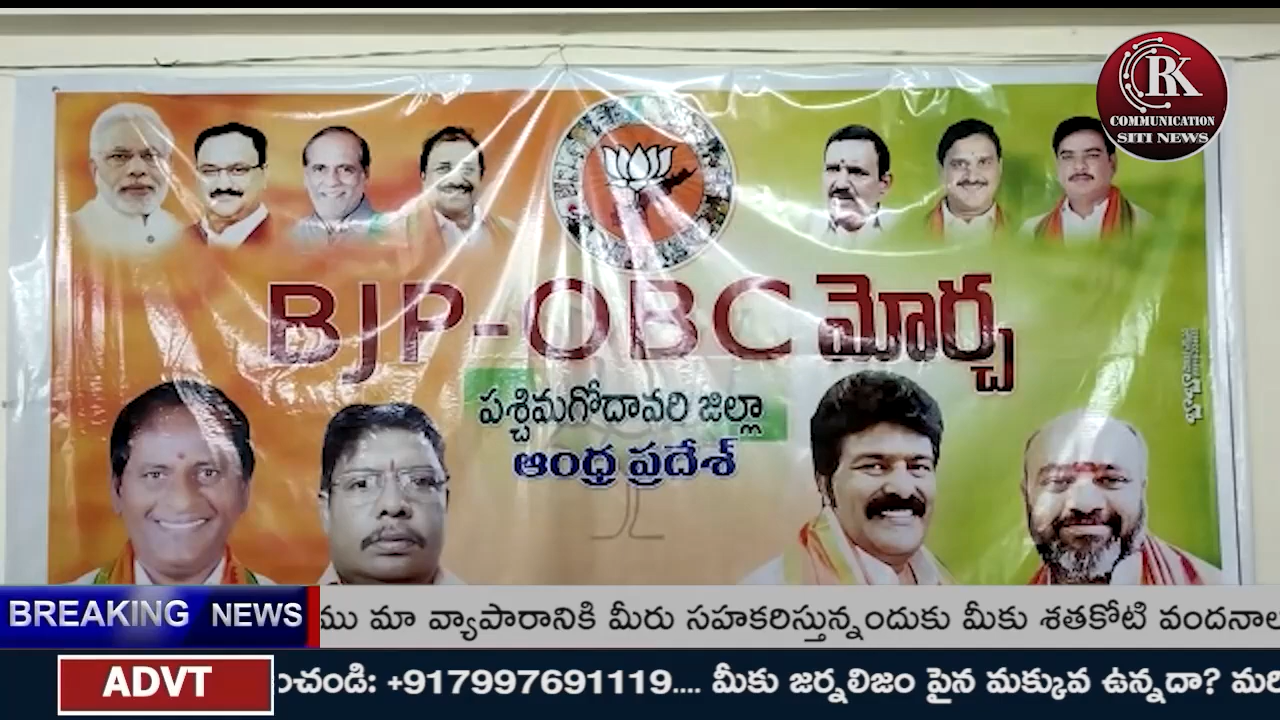 RK
COMMUNICATION
SITI NEWS
BJP-OBC మోర్చ
పశ్చిమగోదావరి జిల్లా
ఆంధ్ర ప్రదేశ్
BREAKING NEWS
ము మా వ్యాపారానికి మీరు సహకరిస్తున్నందుకు మీకు శతకోటి వందనాల
ADVT
ంచండి: +917997691119.... మీకు జర్నలిజం పైన మక్కువ ఉన్నదా? మరి